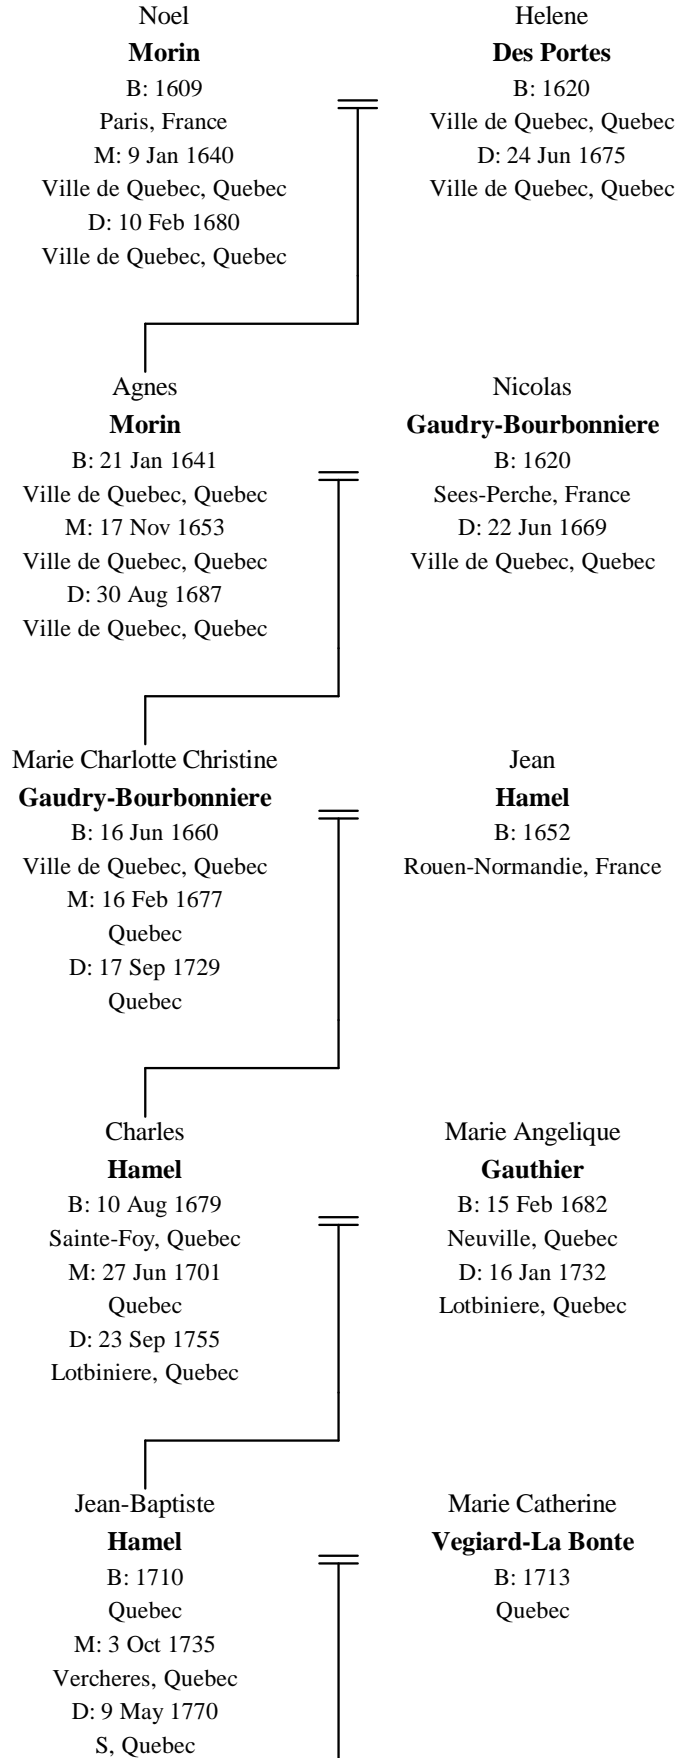 Noel
Morin
B: 1609
Paris, France
M: 9 Jan 1640
Ville de Quebec, Quebec
D: 10 Feb 1680
Ville de Quebec, Quebec
Helene
Des Portes
B: 1620
Ville de Quebec, Quebec
D: 24 Jun 1675
Ville de Quebec, Quebec
Agnes
Morin
B: 21 Jan 1641
Ville de Quebec, Quebec
M: 17 Nov 1653
Ville de Quebec, Quebec
D: 30 Aug 1687
Ville de Quebec, Quebec
Nicolas
Gaudry-Bourbonniere
B: 1620
Sees-Perche, France
D: 22 Jun 1669
Ville de Quebec, Quebec
Marie Charlotte Christine
Gaudry-Bourbonniere
B: 16 Jun 1660
Ville de Quebec, Quebec
M: 16 Feb 1677
Quebec
D: 17 Sep 1729
Quebec
Jean
Hamel
B: 1652
Rouen-Normandie, France
Charles
Hamel
B: 10 Aug 1679
Sainte-Foy, Quebec
M: 27 Jun 1701
Quebec
D: 23 Sep 1755
Lotbiniere, Quebec
Marie Angelique
Gauthier
B: 15 Feb 1682
Neuville, Quebec
D: 16 Jan 1732
Lotbiniere, Quebec
Jean-Baptiste
Hamel
B: 1710
Quebec
M: 3 Oct 1735
Vercheres, Quebec
D: 9 May 1770
S, Quebec
Marie Catherine
Vegiard-La Bonte
B: 1713
Quebec